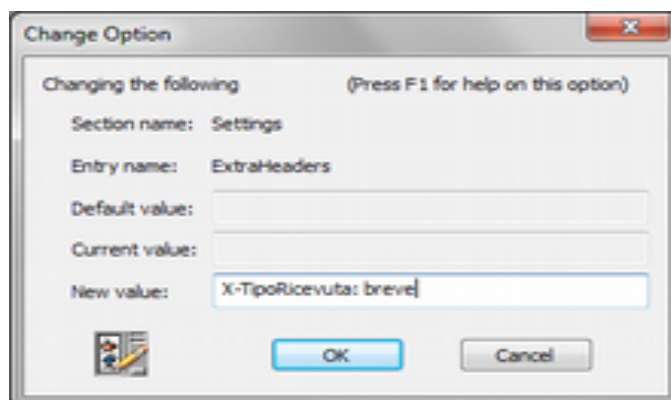 Change Option
Changing the following (Press F1 for help on this option)
Section name: Settings
Entry name: ExtraHeaders
Default value:
Current value:
New value: X-TipoRicevuta: breve
OK Cancel